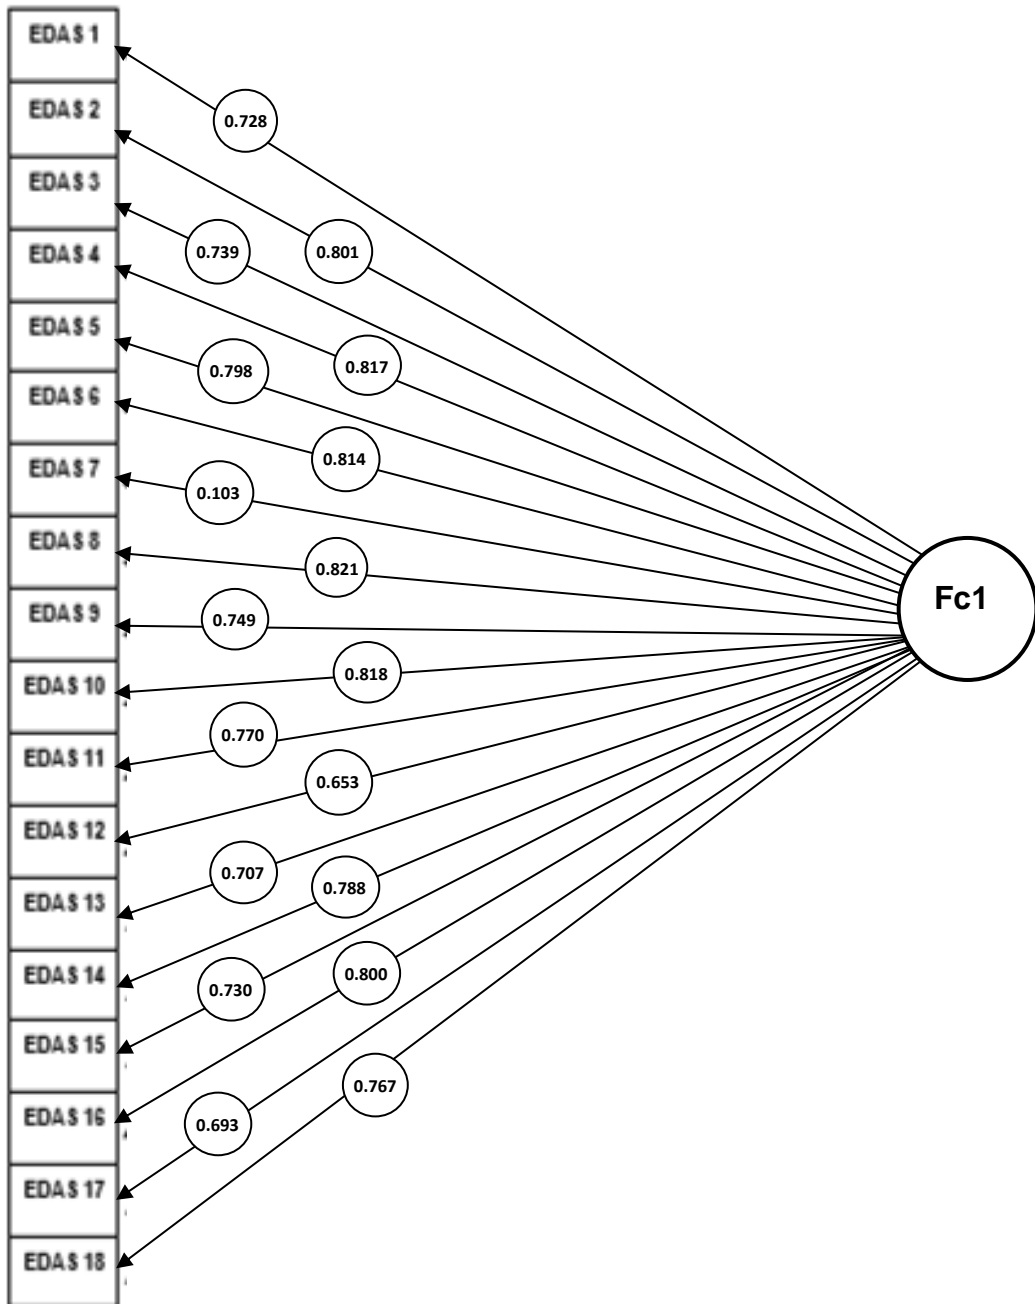 EDAS 1
0.728
EDAS 2
0.801
EDAS 3
0.739
EDAS 4
0.817
EDAS 5
0.798
EDAS 6
0.814
EDAS 7
0.103
EDAS 8
0.821
EDAS 9
0.749
EDAS 10
0.818
EDAS 11
0.770
EDAS 12
0.653
EDAS 13
0.707
EDAS 14
0.788
EDAS 15
0.730
EDAS 16
0.800
EDAS 17
0.693
EDAS 18
0.767
Fc1